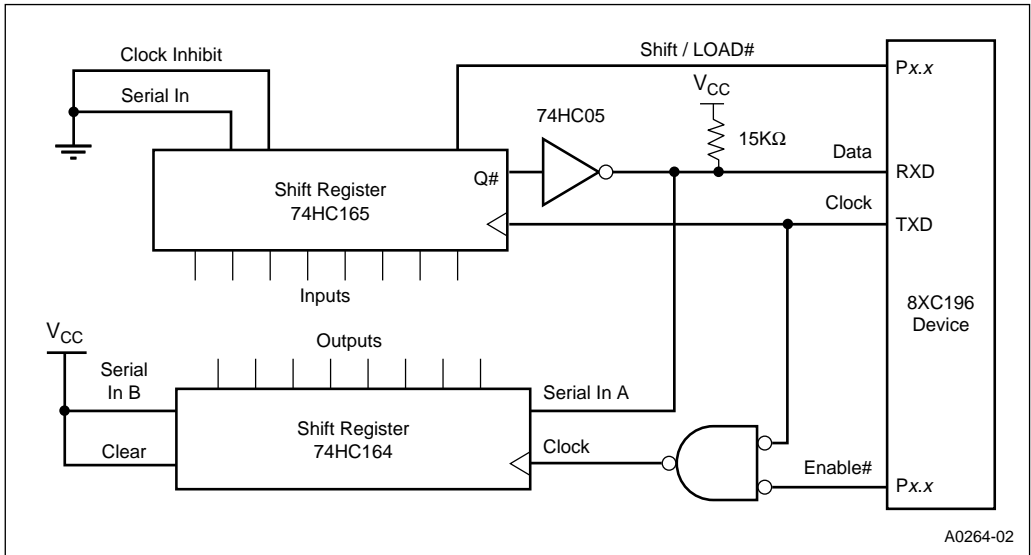 Clock Inhibit
Serial In
Shift / LOAD#
VCC
74HC05
15KΩ
Data
Px.x
RXD
Clock
TXD
Q#
Shift Register
74HC165
Inputs
8XC196
Device
VCC
Outputs
Serial
In B
Serial In A
Clear
Shift Register
74HC164
Clock
Enable#
Px.x
A0264-02